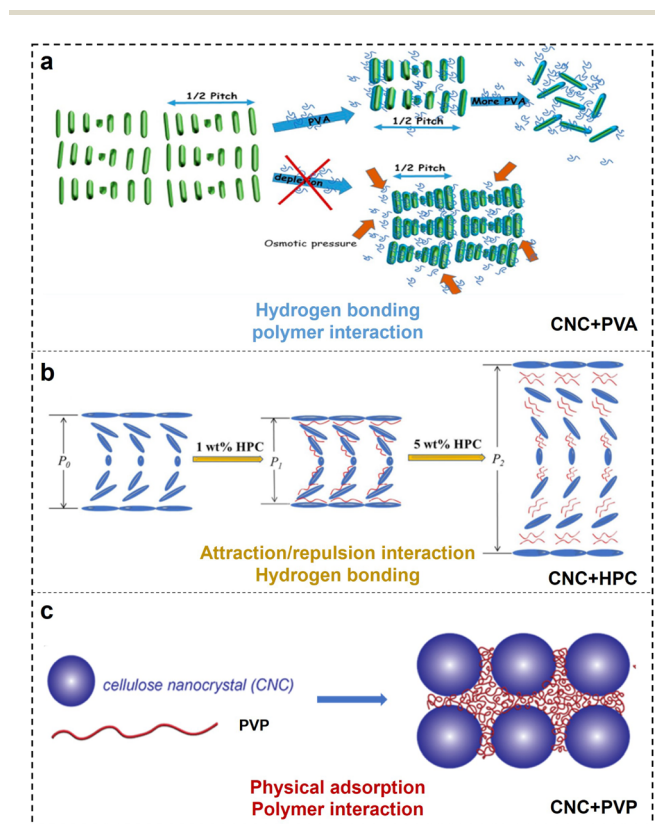 a
1/2 Pitch
PVA
1/2 Pitch
More PVA
depletion
1/2 Pitch
Osmotic pressure
Hydrogen bonding
polymer interaction
CNC+PVA
b
P0
1 wt% HPC
P1
5 wt% HPC
P2
Attraction/repulsion interaction
Hydrogen bonding
CNC+HPC
c
cellulose nanocrystal (CNC)
PVP
Physical adsorption
Polymer interaction
CNC+PVP